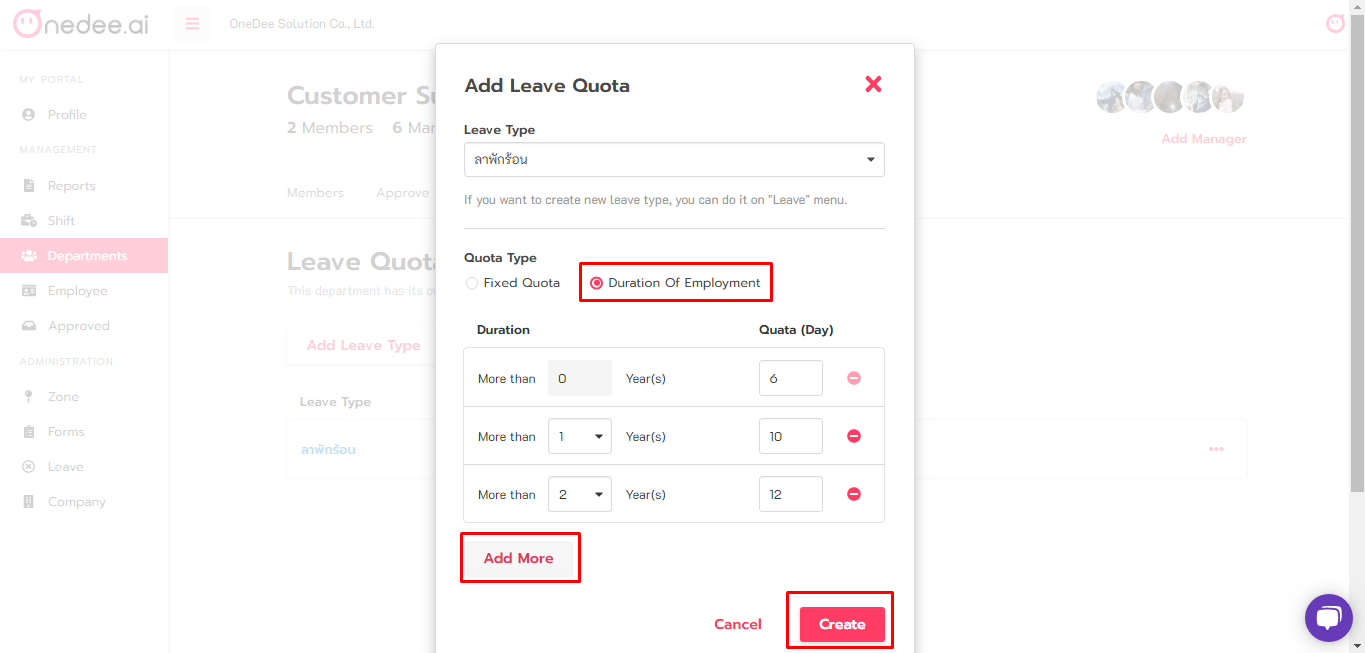 Onedee.ai
OneDee Solution Co., Ltd.
MY PORTAL
Profile
MANAGEMENT
Reports
Shift
Departments
Employee
Approved
ADMINISTRATION
Zone
Forms
Leave
Company
Customer Su
2 Members 6 Mar
Add Manager
Members Approve
Leave Quota
This department has its o
Add Leave Type
Leave Type
ลาพักร้อน
Add Leave Quota
Leave Type
ลาพักร้อน
If you want to create new leave type, you can do it on "Leave" menu.
Quota Type
Fixed Quota Duration Of Employment
Duration Quata (Day)
More than 0 Year(s) 6
More than 1 Year(s) 10
More than 2 Year(s) 12
Add More
Cancel Create